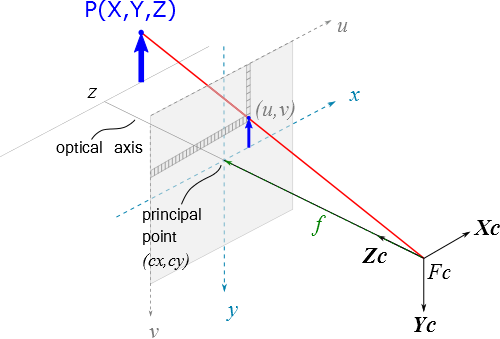 P(X,Y,Z)
u
z
x
(u,v)
optical axis
principal
point
(cx,cy)
f
Xc
Zc
Fc
y
Yc
v